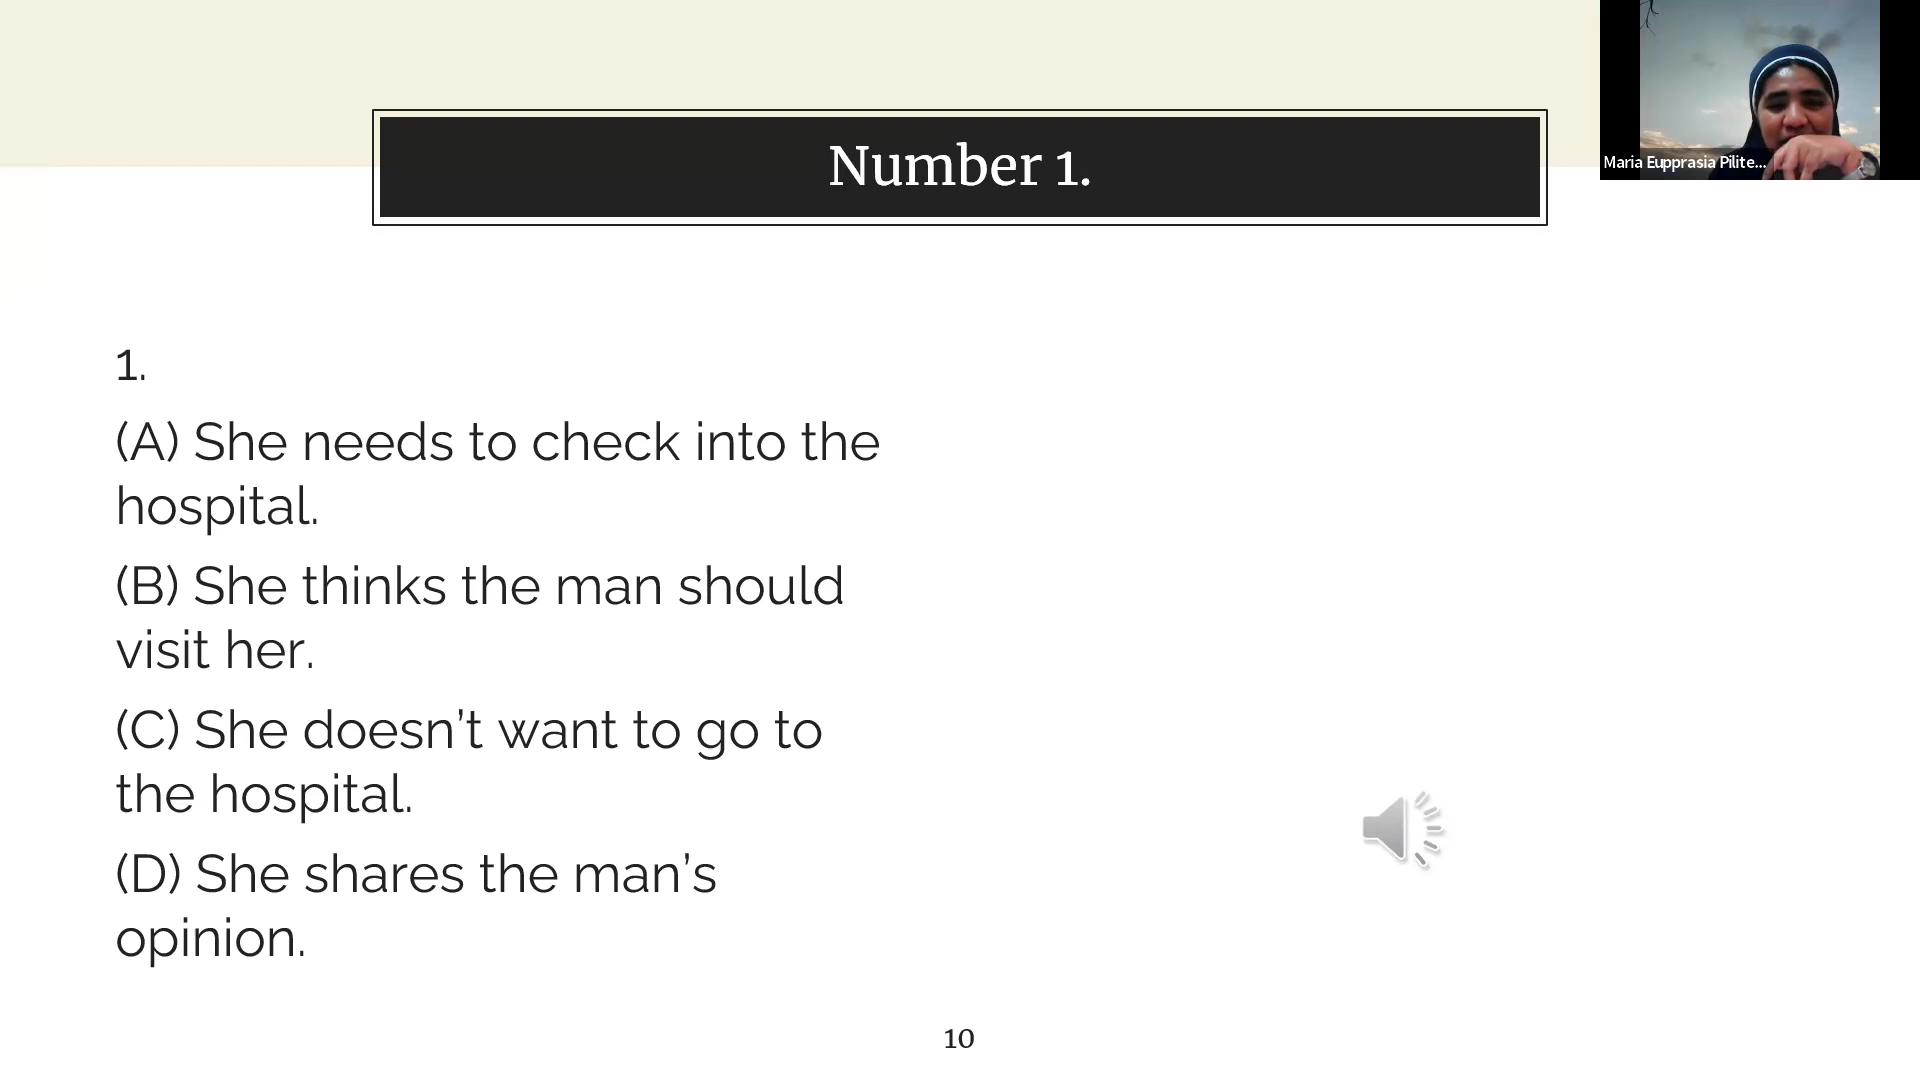 Number 1.
Maria Eupprasia Pilite...
1.
(A) She needs to check into the
hospital.
(B) She thinks the man should
visit her.
(C) She doesn’t want to go to
the hospital.
(D) She shares the man’s
opinion.
10